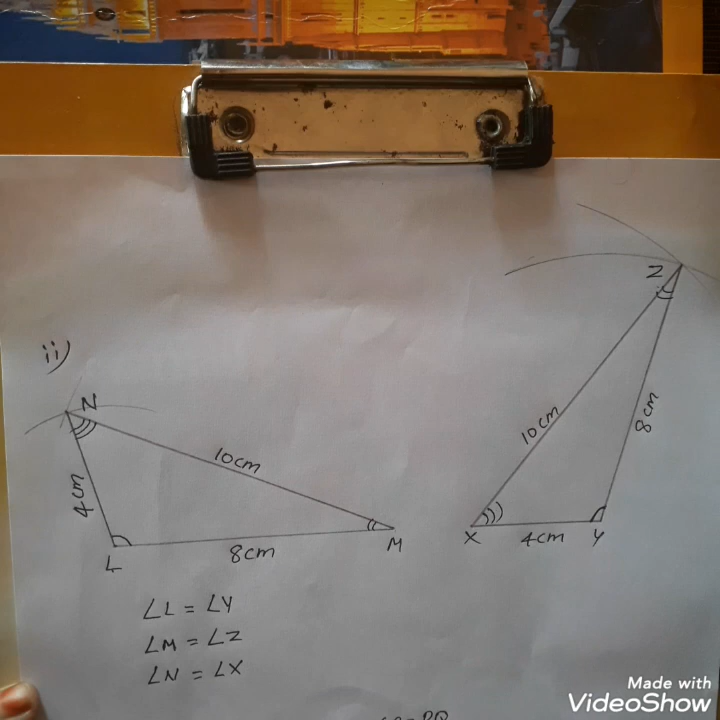 ii)
N
4cm
10cm
L
8cm
M
Z
10cm
8cm
X
4cm
Y
∠L = ∠Y
∠M = ∠Z
∠N = ∠X
Made with
VideoShow